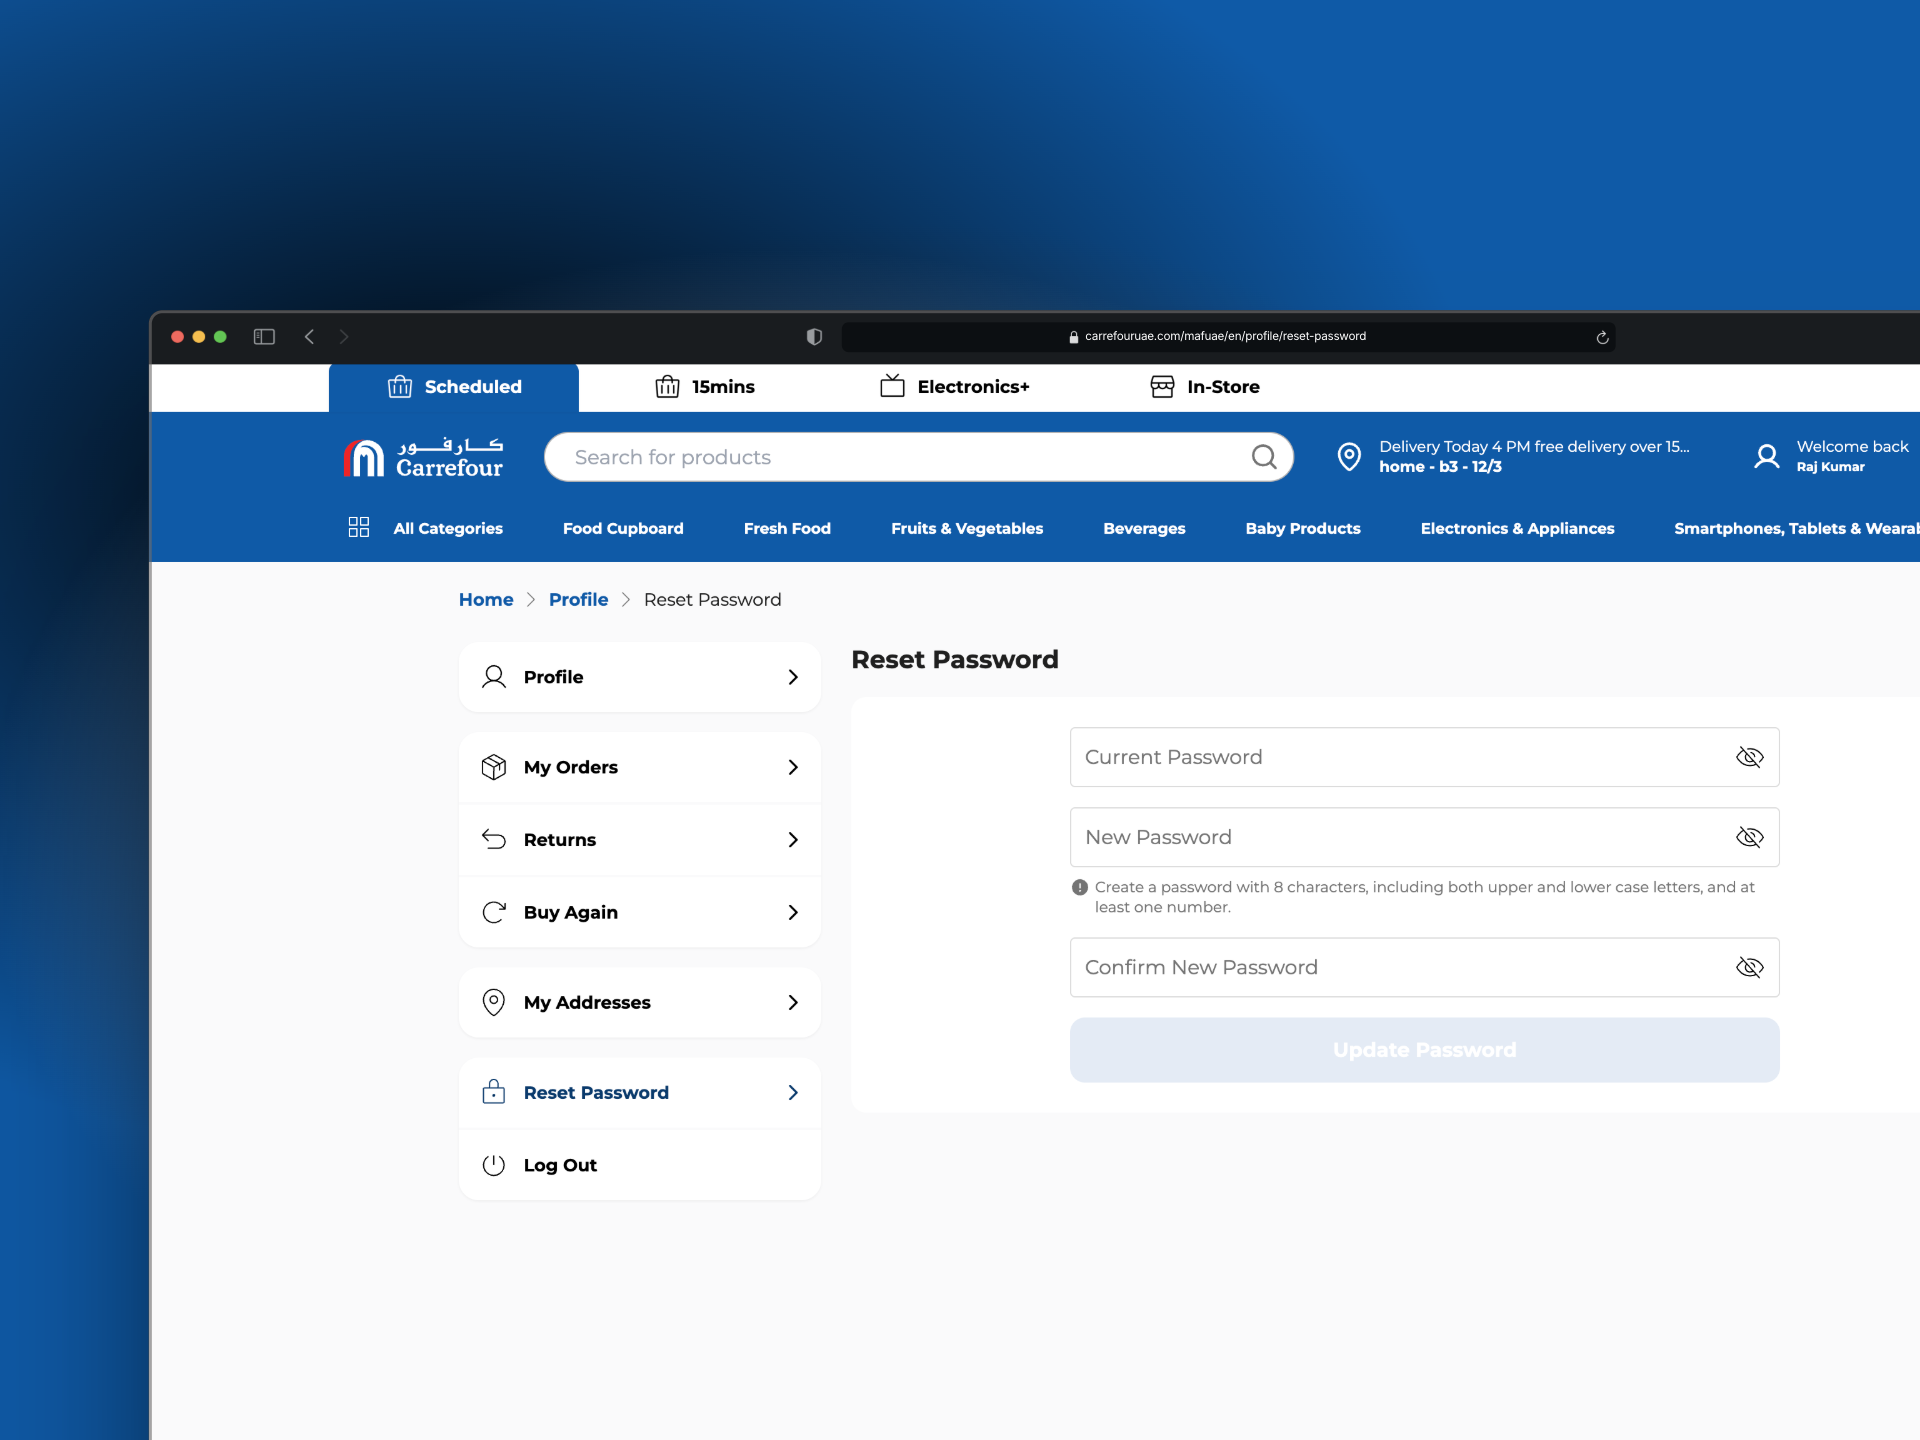 carrefouruae.com/mafuae/en/profile/reset-password
Scheduled
15mins
Electronics+
In-Store
كارفور
Carrefour
Search for products
Delivery Today 4 PM free delivery over 15...
home - b3 - 12/3
Welcome back
Raj Kumar
All Categories
Food Cupboard
Fresh Food
Fruits & Vegetables
Beverages
Baby Products
Electronics & Appliances
Smartphones, Tablets & Wearab
Home
Profile
Reset Password
Profile
My Orders
Returns
Buy Again
My Addresses
Reset Password
Log Out
Reset Password
Current Password
New Password
Create a password with 8 characters, including both upper and lower case letters, and at
least one number.
Confirm New Password
Update Password